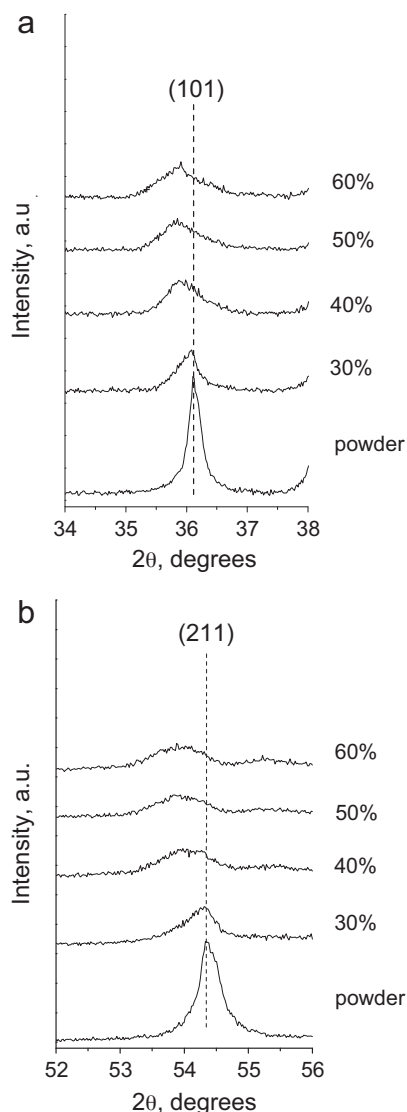 a
(101)
60%
50%
40%
30%
powder
Intensity, a.u
34 35 36 37 38
2θ, degrees
b
(211)
60%
50%
40%
30%
powder
Intensity, a.u.
52 53 54 55 56
2θ, degrees